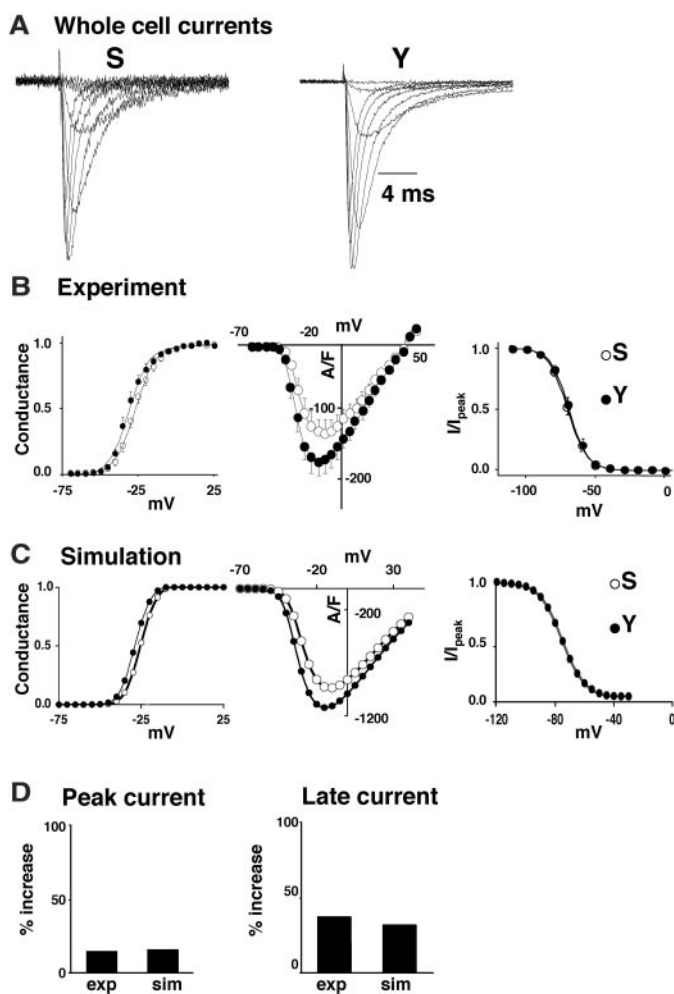 A Whole cell currents
S Y
4 ms
B Experiment
Conductance
1.0
0.5
0.0
-75 -25 25
mV
-70 -20 mV
50
A/F
-100
-200
I/Ipeak
1.0
0.5
0.0
S
Y
-100 -50 0
mV
C Simulation
Conductance
1.0
0.5
0.0
-75 -25 25
mV
mV
-70 -20 30
A/F
-200
-1200
I/Ipeak
1.0
0.5
0.0
S
Y
-120 -80 -40 0
mV
D Peak current
% increase
100
50
0
exp sim
Late current
% increase
100
50
0
exp sim